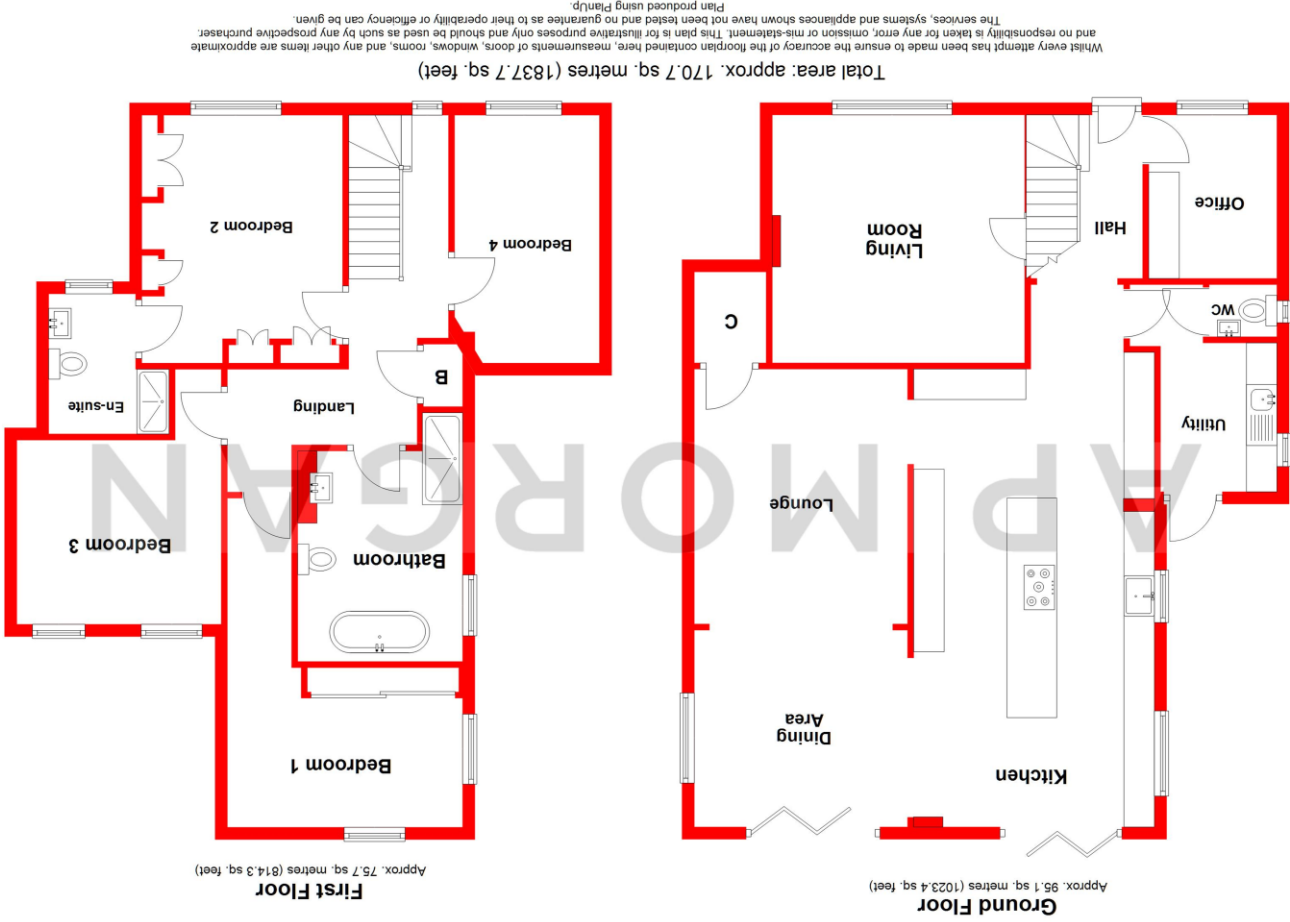 Ground Floor
Approx. 95.1 sq. metres (1023.4 sq. feet)
Kitchen
Dining
Area
Lounge
Utility
WC
C
Living
Room
Hall
Office
First Floor
Approx. 75.7 sq. metres (814.3 sq. feet)
Bedroom 1
Bathroom
Bedroom 3
Landing
En-suite
B
Bedroom 4
Bedroom 2
APMORGAN
Total area: approx. 170.7 sq. metres (1837.7 sq. feet)
Whilst every attempt has been made to ensure the accuracy of the floorplan contained here, measurements of doors, windows, rooms, and any other items are approximate
and no responsibility is taken for any error, omission or mis-statement. This plan is for illustrative purposes only and should be used as such by any prospective purchaser.
The services, systems and appliances shown have not been tested and no guarantee as to their operability or efficiency can be given.
Plan produced using PlanUp.